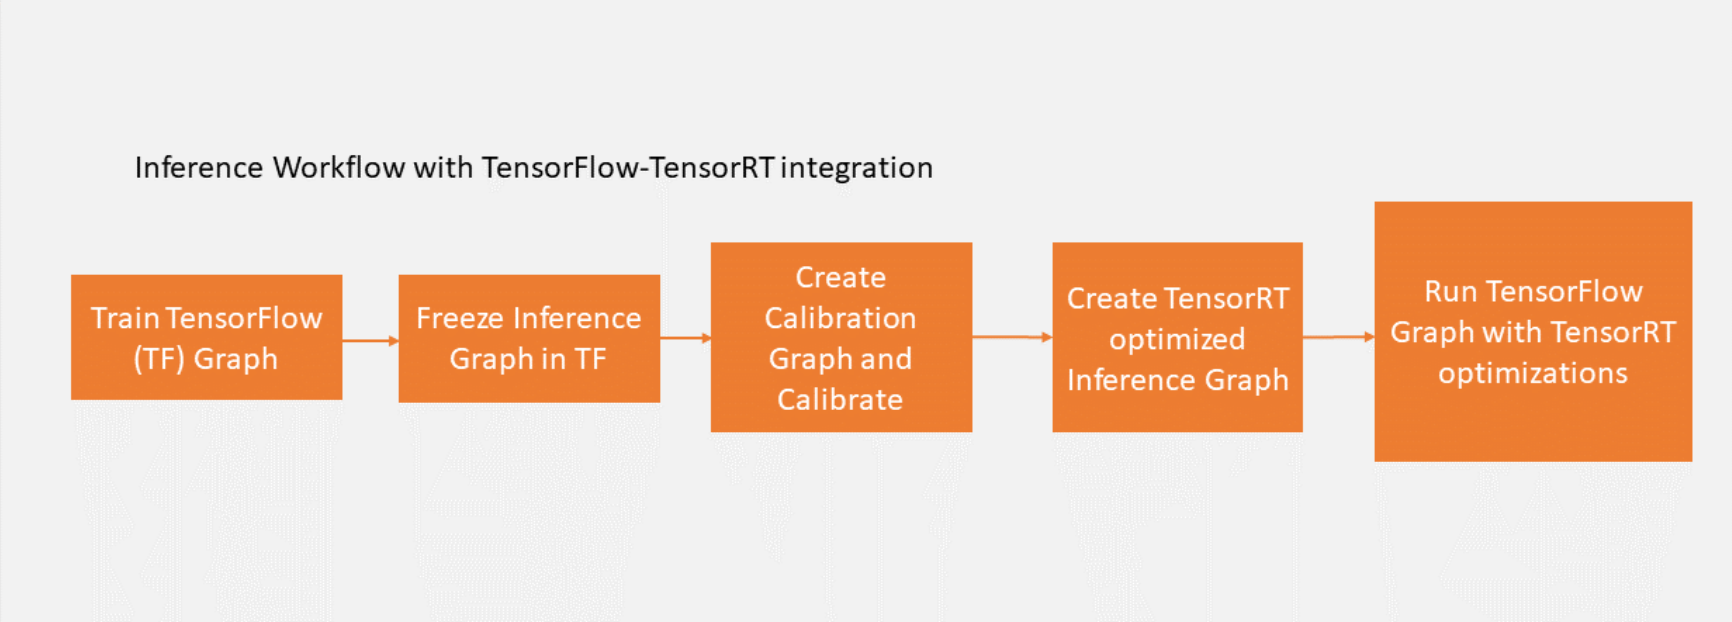 Inference Workflow with TensorFlow-TensorRT integration
Train TensorFlow
(TF) Graph
Freeze Inference
Graph in TF
Create
Calibration
Graph and
Calibrate
Create TensorRT
optimized
Inference Graph
Run TensorFlow
Graph with TensorRT
optimizations